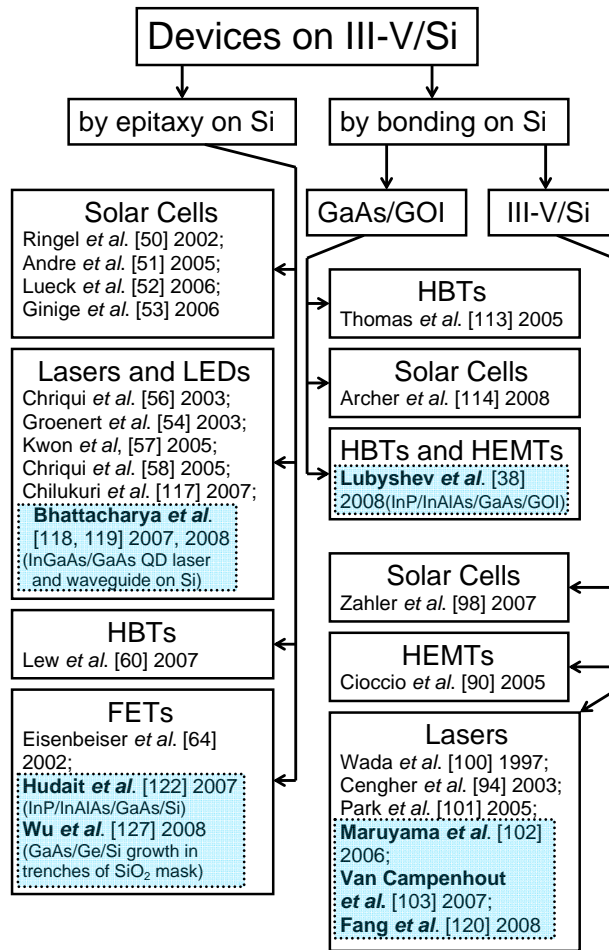 Devices on III-V/Si
by epitaxy on Si
by bonding on Si
GaAs/GOI
III-V/Si
Solar Cells
Ringel et al. [50] 2002;
Andre et al. [51] 2005;
Lueck et al. [52] 2006;
Ginige et al. [53] 2006
Lasers and LEDs
Chriqui et al. [56] 2003;
Groenert et al. [54] 2003;
Kwon et al, [57] 2005;
Chriqui et al. [58] 2005;
Chilukuri et al. [117] 2007;
Bhattacharya et al.
[118, 119] 2007, 2008
(InGaAs/GaAs QD laser
and waveguide on Si)
HBTs
Lew et al. [60] 2007
FETs
Eisenbeiser et al. [64]
2002;
Hudait et al. [122] 2007
(InP/InAlAs/GaAs/Si)
Wu et al. [127] 2008
(GaAs/Ge/Si growth in
trenches of SiO₂ mask)
HBTs
Thomas et al. [113] 2005
Solar Cells
Archer et al. [114] 2008
HBTs and HEMTs
Lubyshev et al. [38]
2008(InP/InAlAs/GaAs/GOI)
Solar Cells
Zahler et al. [98] 2007
HEMTs
Cioccio et al. [90] 2005
Lasers
Wada et al. [100] 1997;
Cengher et al. [94] 2003;
Park et al. [101] 2005;
Maruyama et al. [102]
2006;
Van Campenhout
et al. [103] 2007;
Fang et al. [120] 2008